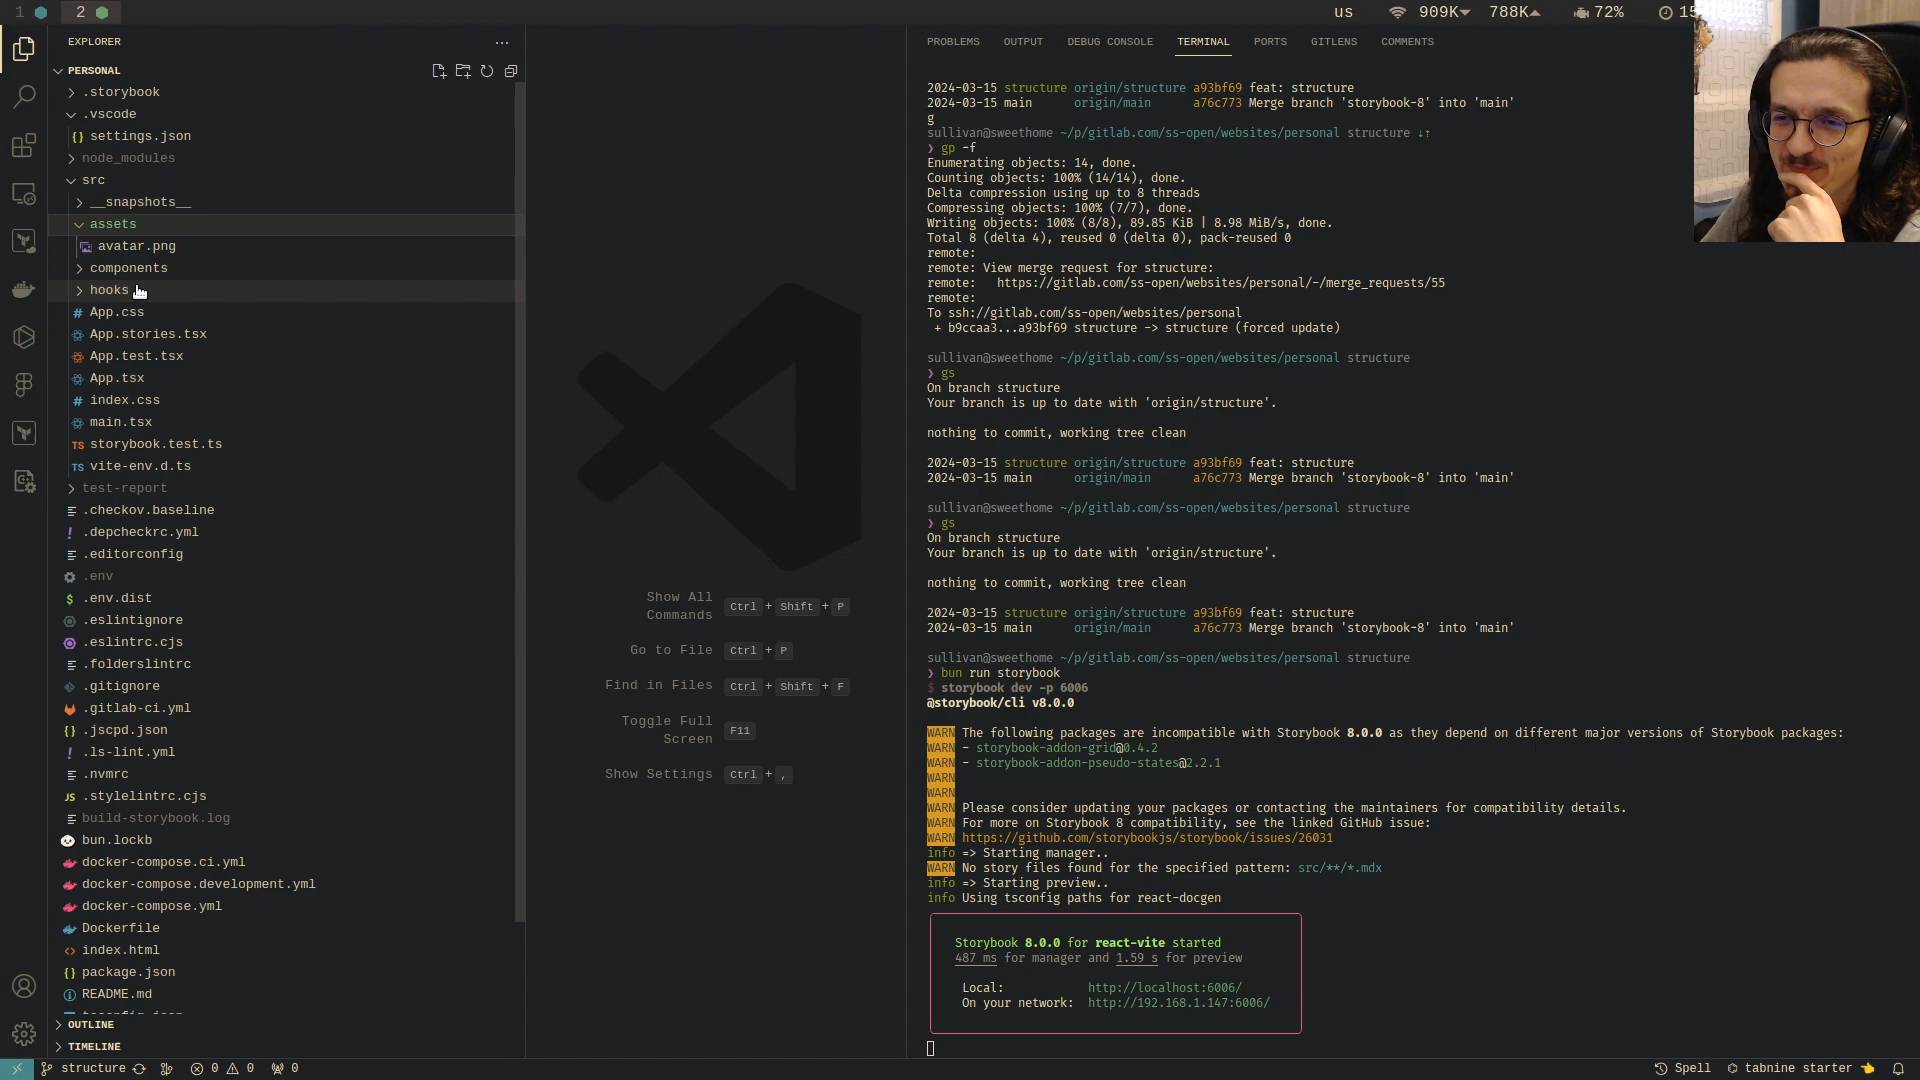 1
2
us
909K
788K
72%
15
EXPLORER
PERSONAL
.storybook
.vscode
settings.json
node_modules
src
__snapshots__
assets
avatar.png
components
hooks
App.css
App.stories.tsx
App.test.tsx
App.tsx
index.css
main.tsx
TS storybook.test.ts
TS vite-env.d.ts
test-report
.checkov.baseline
.depcheckrc.yml
.editorconfig
.env
.env.dist
.eslintignore
.eslintrc.cjs
.folderslintrc
.gitignore
.gitlab-ci.yml
.jscpd.json
.ls-lint.yml
.nvmrc
JS .stylelintrc.cjs
build-storybook.log
bun.lockb
docker-compose.ci.yml
docker-compose.development.yml
docker-compose.yml
Dockerfile
index.html
package.json
README.md
tsconfig.json
OUTLINE
TIMELINE
Show All
Commands
Ctrl + Shift + P
Go to File
Ctrl + P
Find in Files
Ctrl + Shift + F
Toggle Full
Screen
F11
Show Settings
Ctrl + ,
PROBLEMS
OUTPUT
DEBUG CONSOLE
TERMINAL
PORTS
GITLENS
COMMENTS
2024-03-15 structure origin/structure a93bf69 feat: structure
2024-03-15 main origin/main a76c773 Merge branch 'storybook-8' into 'main'
g
sullivan@sweethome ~/p/gitlab.com/ss-open/websites/personal structure ↓↑
❯ gp -f
Enumerating objects: 14, done.
Counting objects: 100% (14/14), done.
Delta compression using up to 8 threads
Compressing objects: 100% (7/7), done.
Writing objects: 100% (8/8), 89.85 KiB | 8.98 MiB/s, done.
Total 8 (delta 4), reused 0 (delta 0), pack-reused 0
remote:
remote: View merge request for structure:
remote: https://gitlab.com/ss-open/websites/personal/-/merge_requests/55
remote:
To ssh://gitlab.com/ss-open/websites/personal
+ b9ccaa3...a93bf69 structure -> structure (forced update)
sullivan@sweethome ~/p/gitlab.com/ss-open/websites/personal structure
❯ gs
On branch structure
Your branch is up to date with 'origin/structure'.
nothing to commit, working tree clean
2024-03-15 structure origin/structure a93bf69 feat: structure
2024-03-15 main origin/main a76c773 Merge branch 'storybook-8' into 'main'
sullivan@sweethome ~/p/gitlab.com/ss-open/websites/personal structure
❯ gs
On branch structure
Your branch is up to date with 'origin/structure'.
nothing to commit, working tree clean
2024-03-15 structure origin/structure a93bf69 feat: structure
2024-03-15 main origin/main a76c773 Merge branch 'storybook-8' into 'main'
sullivan@sweethome ~/p/gitlab.com/ss-open/websites/personal structure
❯ bun run storybook
$ storybook dev -p 6006
@storybook/cli v8.0.0
WARN The following packages are incompatible with Storybook 8.0.0 as they depend on different major versions of Storybook packages:
WARN - storybook-addon-grid@0.4.2
WARN - storybook-addon-pseudo-states@2.2.1
WARN
WARN
WARN Please consider updating your packages or contacting the maintainers for compatibility details.
WARN For more on Storybook 8 compatibility, see the linked GitHub issue:
WARN https://github.com/storybookjs/storybook/issues/26031
info => Starting manager..
WARN No story files found for the specified pattern: src/**/*.mdx
info => Starting preview..
info Using tsconfig paths for react-docgen
Storybook 8.0.0 for react-vite started
487 ms for manager and 1.59 s for preview
Local: http://localhost:6006/
On your network: http://192.168.1.147:6006/
structure
0
0
0
Spell
tabnine starter